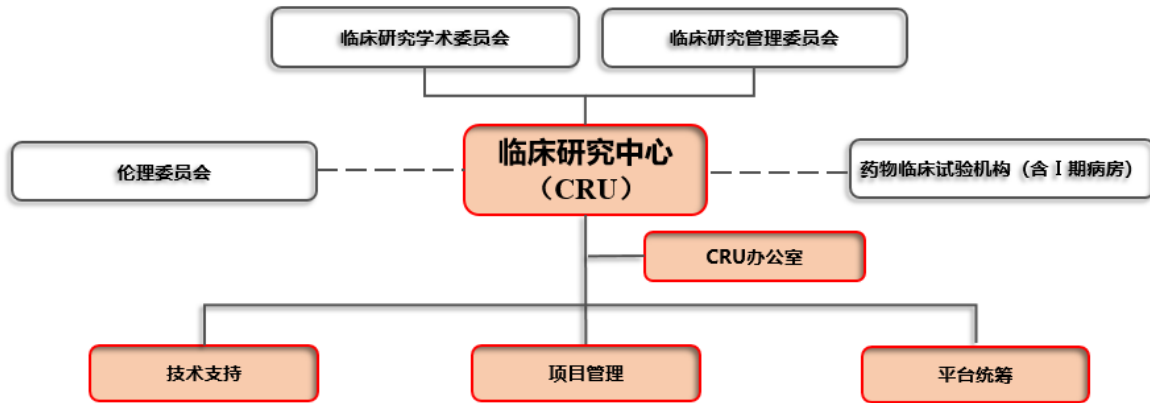 临床研究学术委员会
临床研究管理委员会
临床研究中心
（CRU）
伦理委员会
药物临床试验机构（含Ⅰ期病房）
CRU办公室
技术支持
项目管理
平台统筹